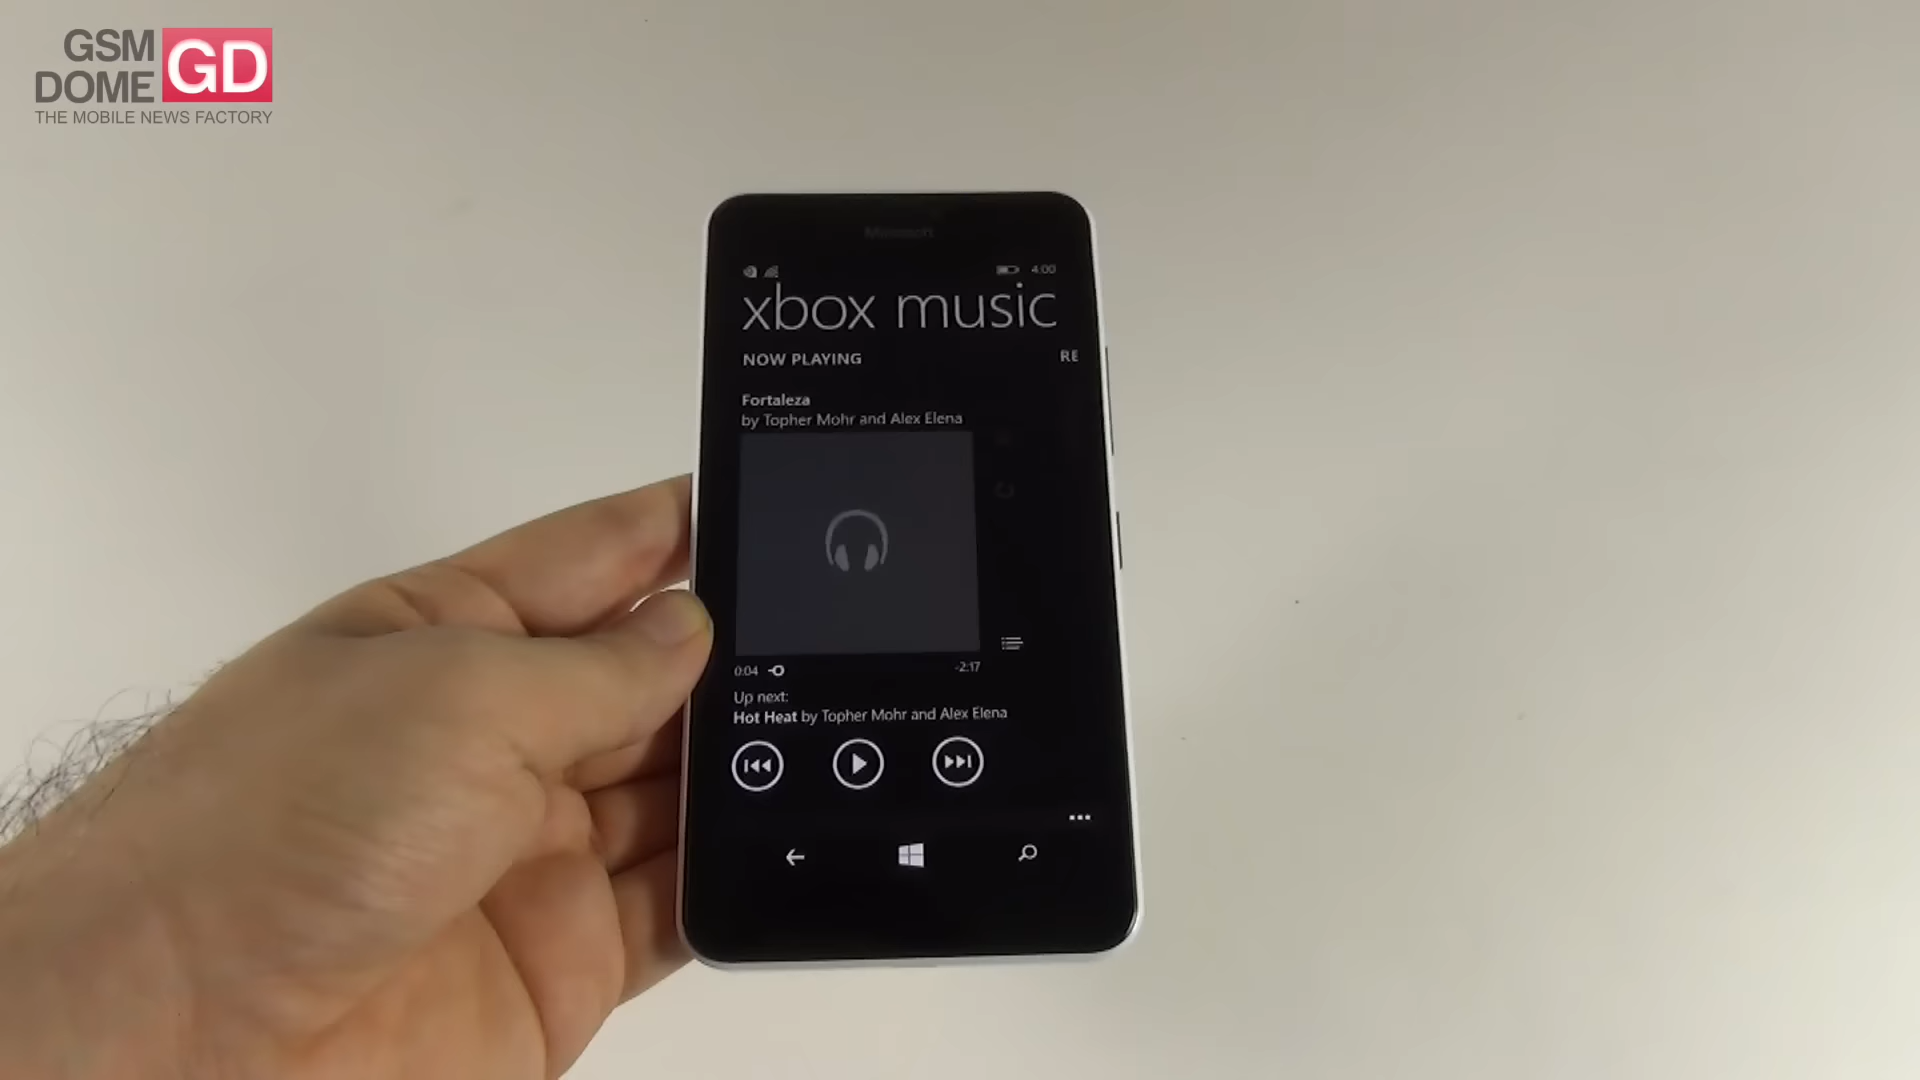 GSM
DOME
GD
THE MOBILE NEWS FACTORY
Microsoft
4:00
xbox music
NOW PLAYING
RE
Fortaleza
by Topher Mohr and Alex Elena
0:04
-2:17
Up next:
Hot Heat by Topher Mohr and Alex Elena